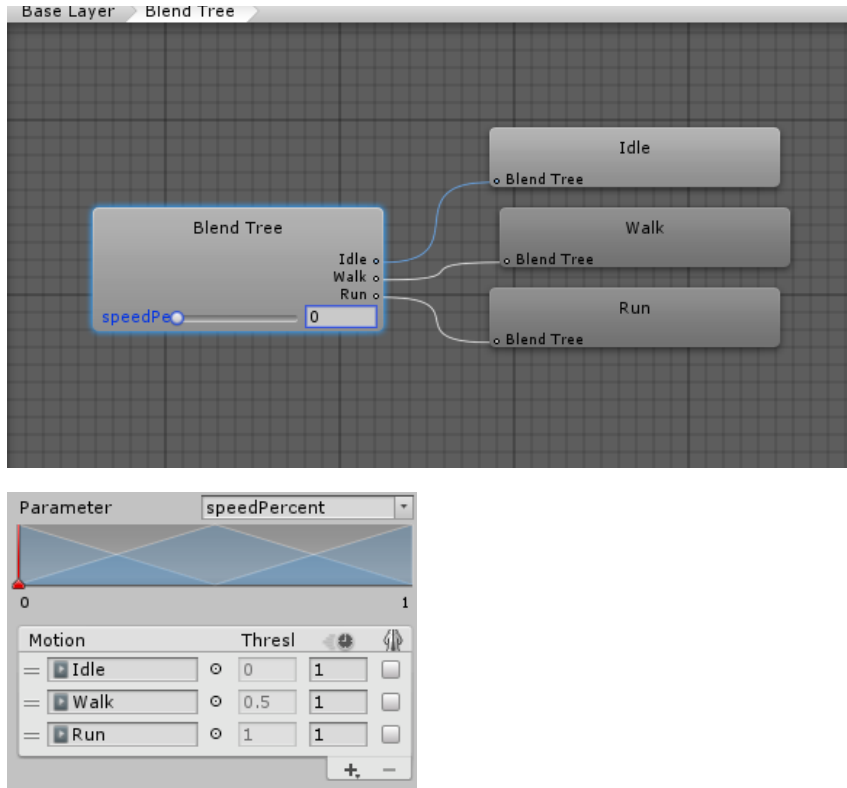 Base Layer Blend Tree
Idle
Blend Tree
Blend Tree
Idle
Walk
Run
speedPe 0
Walk
Blend Tree
Run
Blend Tree
Parameter speedPercent
0 1
Motion Thresl
Idle 0 1
Walk 0.5 1
Run 1 1